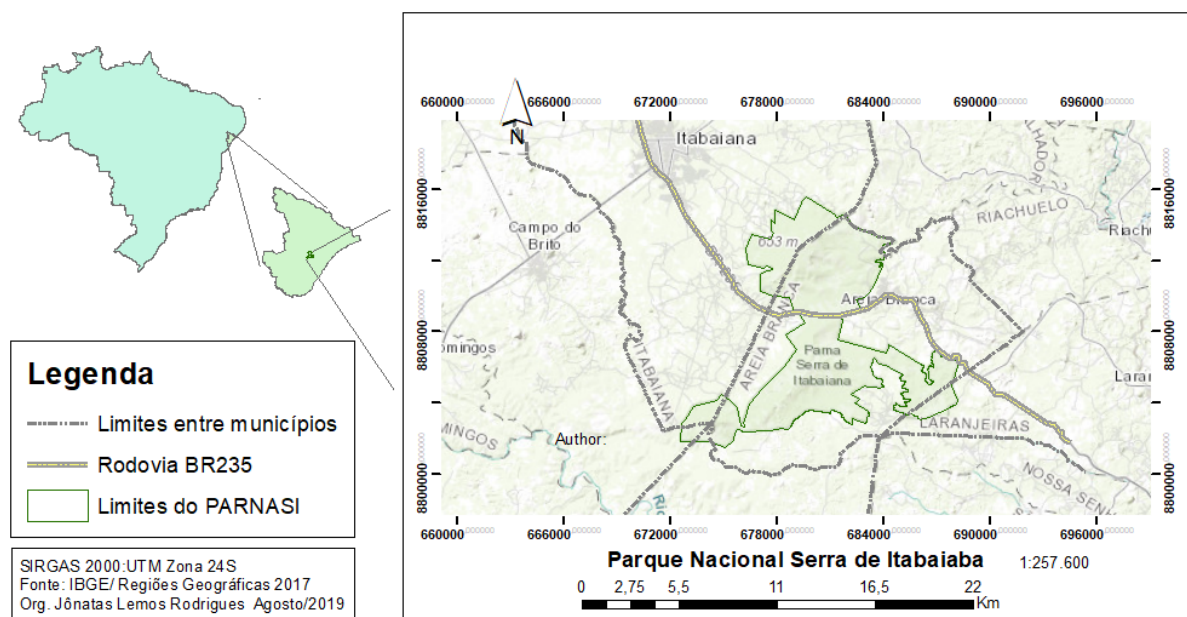 660000 666000 672000 678000 684000 690000 696000
N
Itabaiana
8816000
8816000
RIACHUELO
Campo do
Brito
653 m
Areia Branca
AREIA BRANCA
8808000
8808000
ITABAIANA
Parna
Serra de
Itabaiana
omingos
Laran
LARANJEIRAS
MINGOS
Author:
NOSSA SENH
8800000
8800000
660000 666000 672000 678000 684000 690000 696000
Parque Nacional Serra de Itabaiaba
1:257.600
0 2,75 5,5 11 16,5 22
Km
Legenda
Limites entre municípios
Rodovia BR235
Limites do PARNASI
SIRGAS 2000:UTM Zona 24S
Fonte: IBGE/ Regiões Geográficas 2017
Org. Jônatas Lemos Rodrigues Agosto/2019